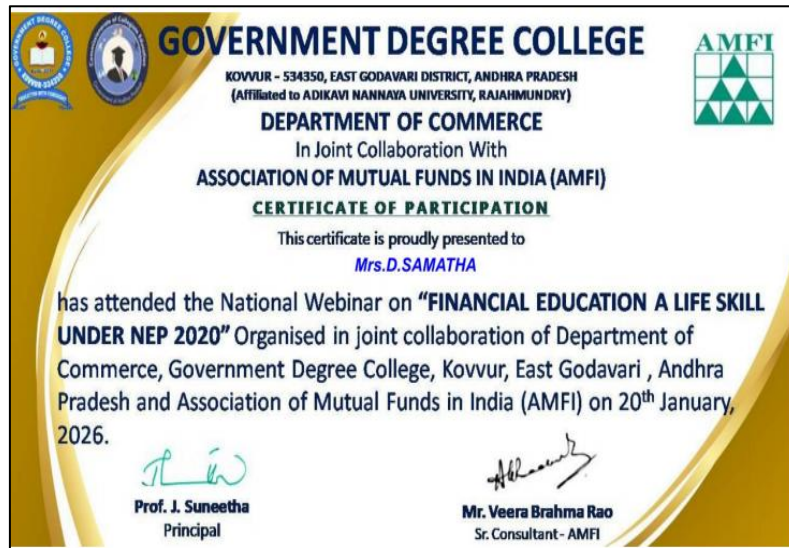 GOVERNMENT DEGREE COLLEGE
KOVVUR - 534350, EAST GODAVARI DISTRICT, ANDHRA PRADESH
(Affiliated to ADIKAVI NANNAYA UNIVERSITY, RAJAHMUNDRY)
AMFI
DEPARTMENT OF COMMERCE
In Joint Collaboration With
ASSOCIATION OF MUTUAL FUNDS IN INDIA (AMFI)
CERTIFICATE OF PARTICIPATION
This certificate is proudly presented to
Mrs.D.SAMATHA
has attended the National Webinar on “FINANCIAL EDUCATION A LIFE SKILL
UNDER NEP 2020” Organised in joint collaboration of Department of
Commerce, Government Degree College, Kovvur, East Godavari , Andhra
Pradesh and Association of Mutual Funds in India (AMFI) on 20th January,
2026.
Prof. J. Suneetha
Principal
Mr. Veera Brahma Rao
Sr. Consultant - AMFI